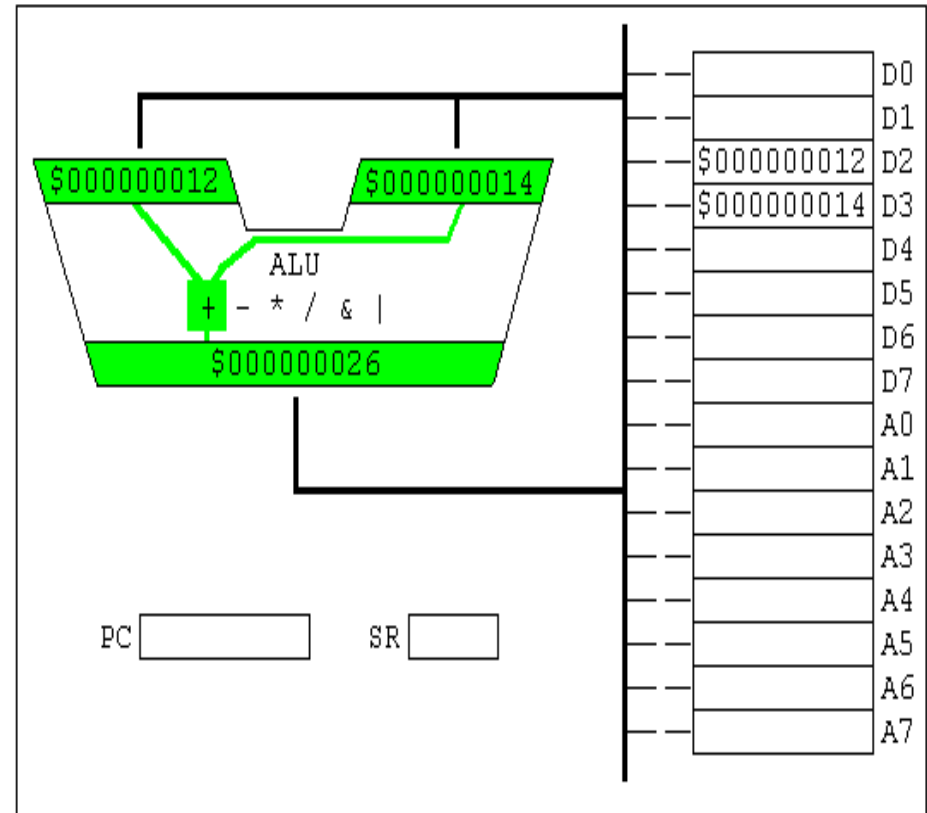 D0
D1
$000000012 D2
$000000014 D3
D4
D5
D6
D7
A0
A1
A2
A3
A4
A5
A6
A7
$000000012 $000000014
ALU
+ - * / & |
$000000026
PC SR